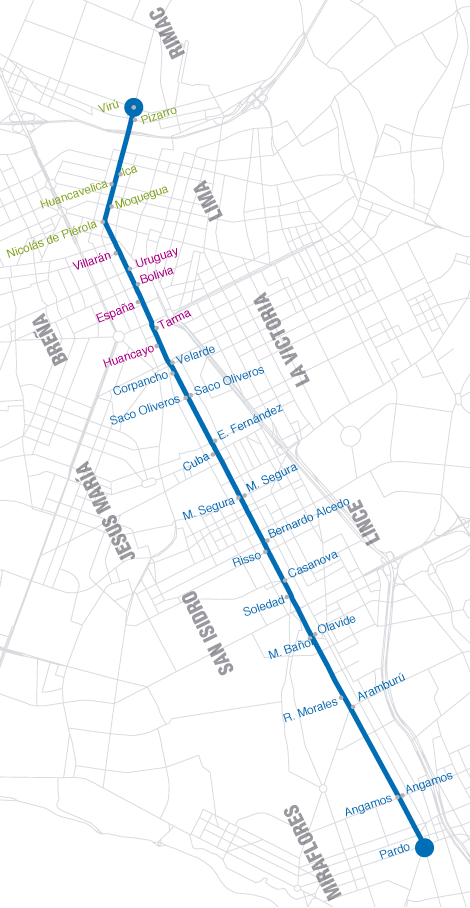 RIMAC
Virú
Pizarro
Ica
Huancavelica
Moquegua
LIMA
Nicolás de Piérola
Villarán
Uruguay
Bolivia
España
Tarma
LA VICTORIA
BREÑA
Huancayo
Velarde
Corpancho
Saco Oliveros
Saco Oliveros
E. Fernández
Cuba
JESUS MARÍA
M. Segura
M. Segura
Bernardo Alcedo
LINCE
Risso
Casanova
Soledad
SAN ISIDRO
Olavide
M. Bañon
Aramburú
R. Morales
Angamos
Angamos
MIRAFLORES
Pardo